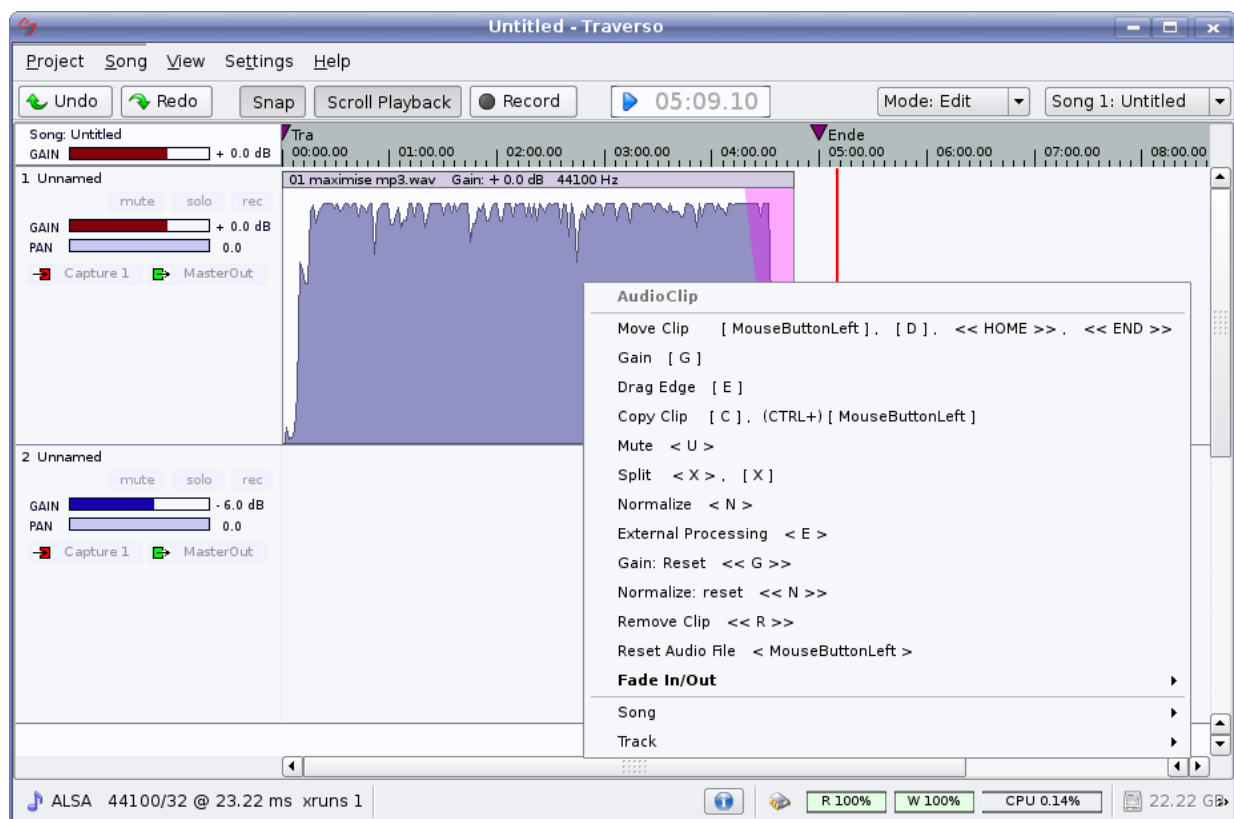 Untitled - Traverso
Project Song View Settings Help
Undo Redo Snap Scroll Playback Record 05:09.10 Mode: Edit Song 1: Untitled
Song: Untitled
GAIN + 0.0 dB
Tra Ende
00:00.00 01:00.00 02:00.00 03:00.00 04:00.00 05:00.00 06:00.00 07:00.00 08:00.00
1 Unnamed
mute solo rec
GAIN + 0.0 dB
PAN 0.0
Capture 1 MasterOut
01 maximise mp3.wav Gain: + 0.0 dB 44100 Hz
2 Unnamed
mute solo rec
GAIN - 6.0 dB
PAN 0.0
Capture 1 MasterOut
AudioClip
Move Clip [ MouseButtonLeft ] , [ D ] , << HOME >> , << END >>
Gain [ G ]
Drag Edge [ E ]
Copy Clip [ C ] , (CTRL+) [ MouseButtonLeft ]
Mute < U >
Split < X > , [ X ]
Normalize < N >
External Processing < E >
Gain: Reset << G >>
Normalize: reset << N >>
Remove Clip << R >>
Reset Audio File < MouseButtonLeft >
Fade In/Out
Song
Track
ALSA 44100/32 @ 23.22 ms xruns 1 R 100% W 100% CPU 0.14% 22.22 GB